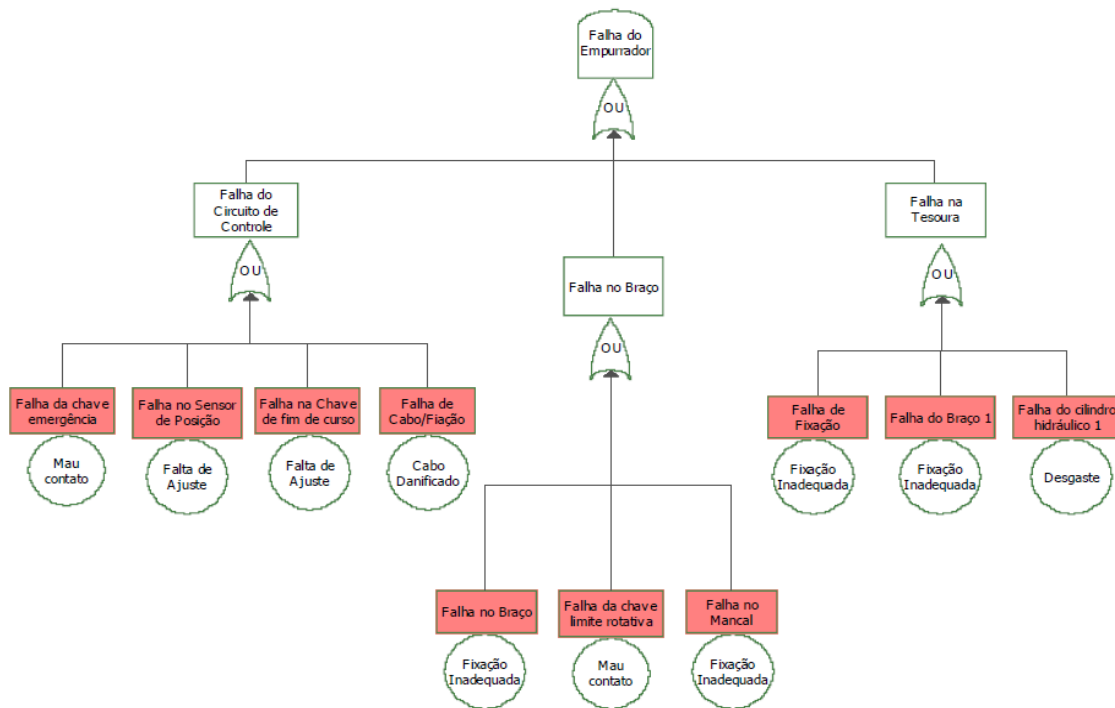 Falha do
Empurrador
OU
Falha do
Circuito de
Controle
OU
Falha no Braço
OU
Falha na
Tesoura
OU
Falha da chave
emergência
Mau
contato
Falha no Sensor
de Posição
Falta de
Ajuste
Falha na Chave
de fim de curso
Falta de
Ajuste
Falha de
Cabo/Fiação
Cabo
Danificado
Falha no Braço
Fixação
Inadequada
Falha da chave
limite rotativa
Mau
contato
Falha no
Mancal
Fixação
Inadequada
Falha de
Fixação
Fixação
Inadequada
Falha do Braço 1
Fixação
Inadequada
Falha do cilindro
hidráulico 1
Desgaste